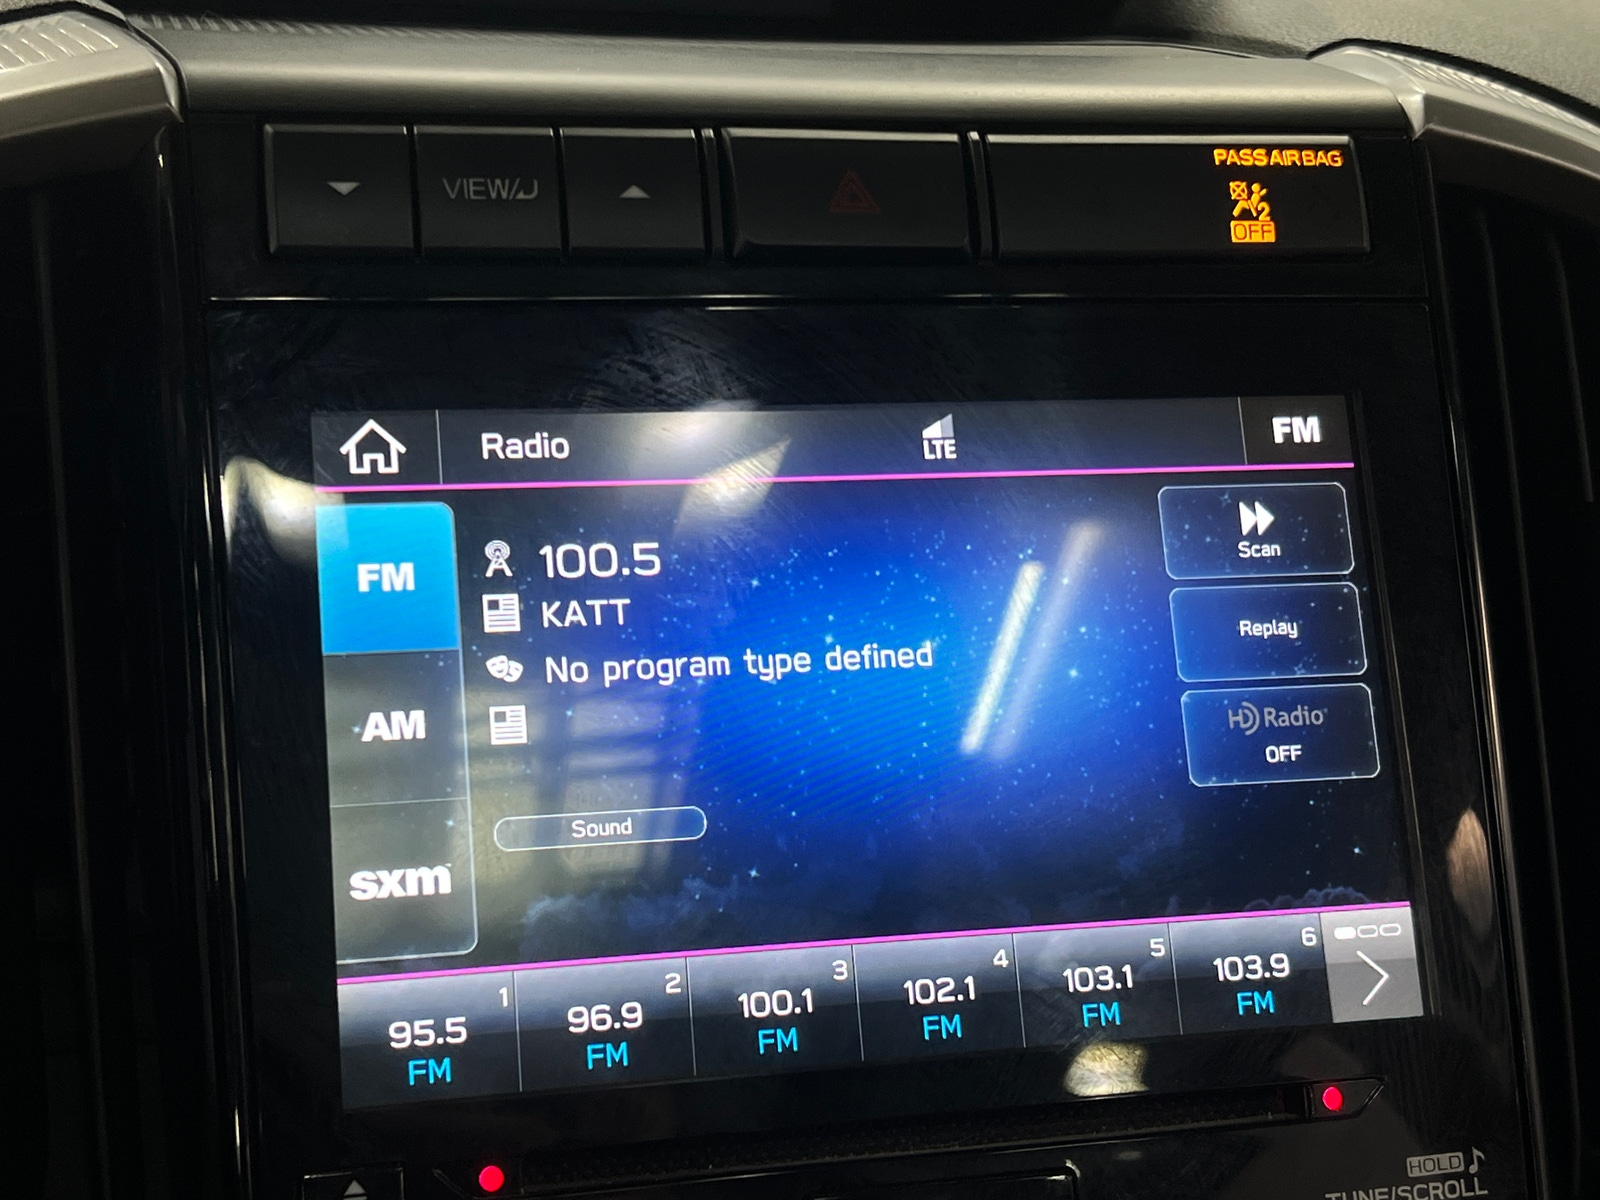 VIEW/
PASS AIR BAG
2
OFF
Radio
LTE
FM
FM
100.5
Scan
KATT
Replay
No program type defined
AM
HD Radio
OFF
Sound
sxm
1
95.5
FM
2
96.9
FM
3
100.1
FM
4
102.1
FM
5
103.1
FM
6
103.9
FM
HOLD
TUNE/SCROLL